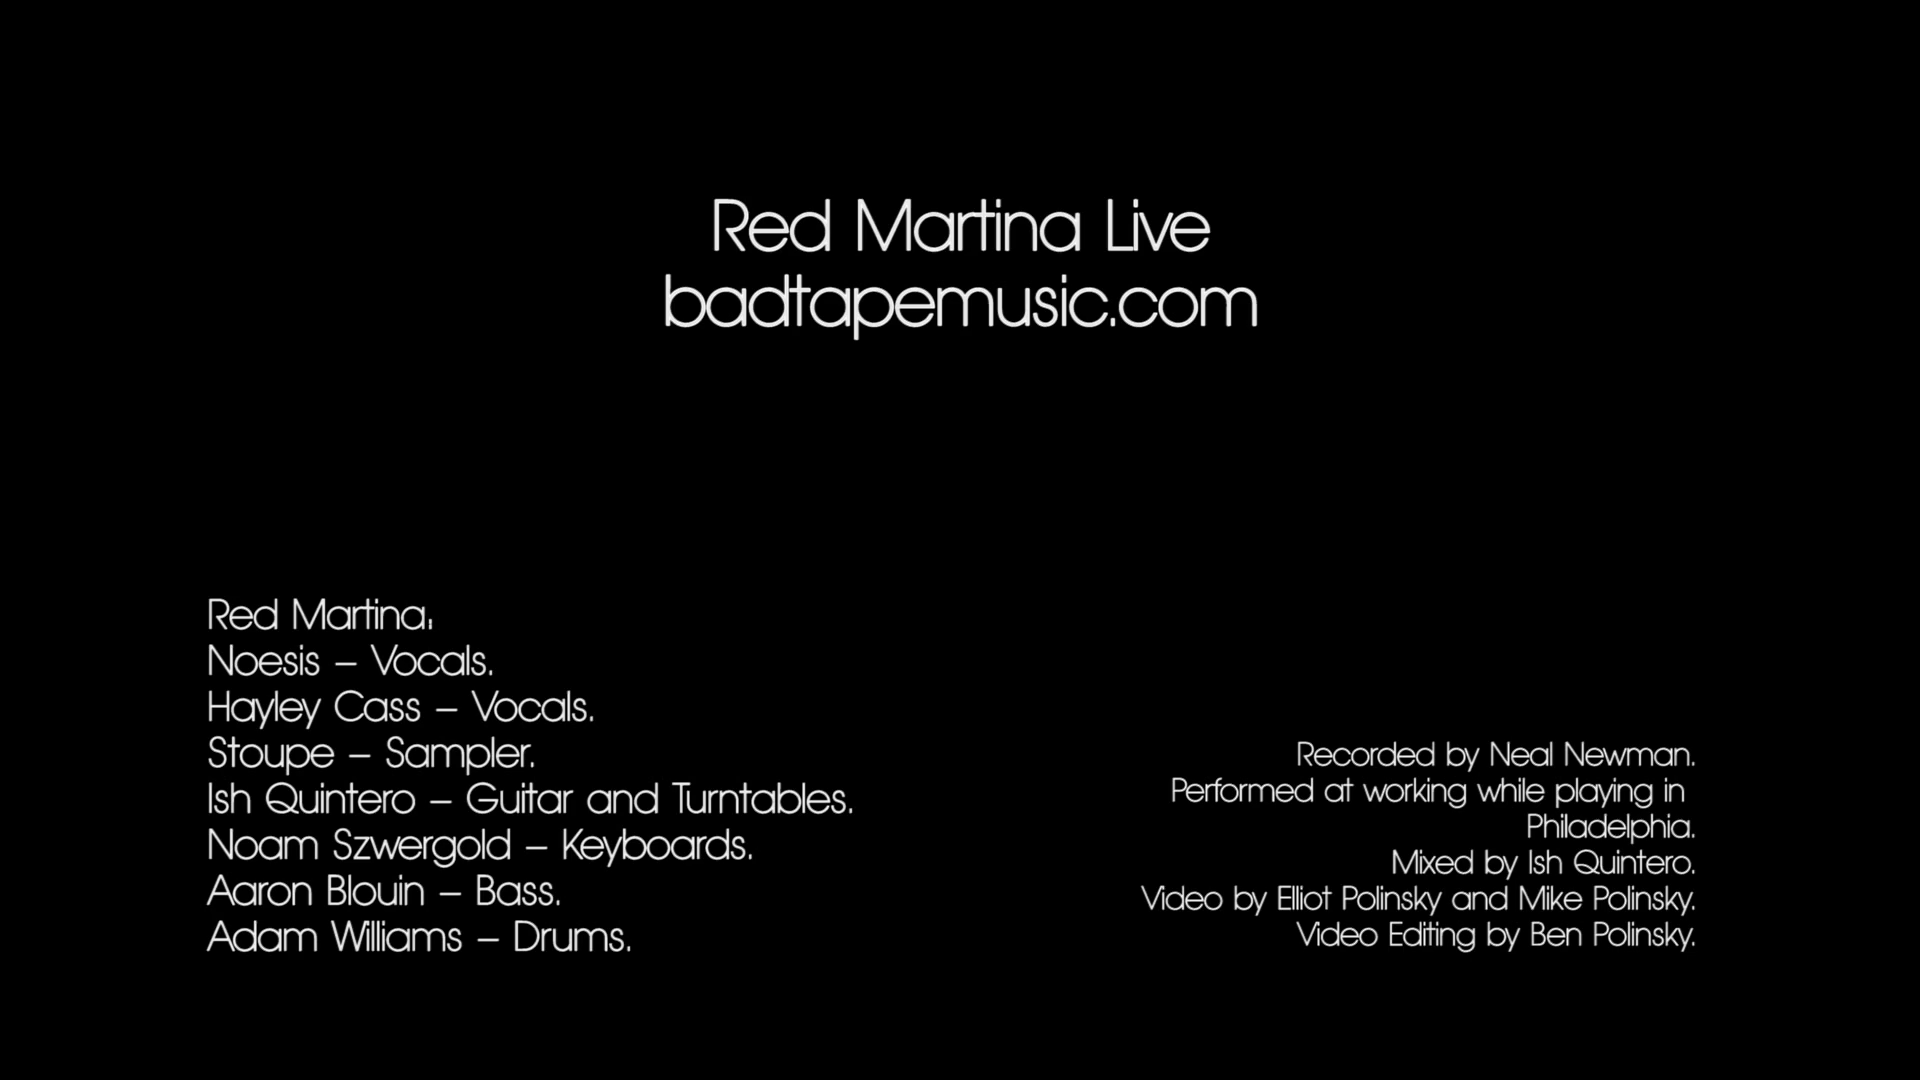 Red Martina Live
badtapemusic.com
Red Martina:
Noesis – Vocals.
Hayley Cass – Vocals.
Stoupe – Sampler.
Ish Quintero – Guitar and Turntables.
Noam Szwergold – Keyboards.
Aaron Blouin – Bass.
Adam Williams – Drums.
Recorded by Neal Newman.
Performed at working while playing in
Philadelphia.
Mixed by Ish Quintero.
Video by Elliot Polinsky and Mike Polinsky.
Video Editing by Ben Polinsky.